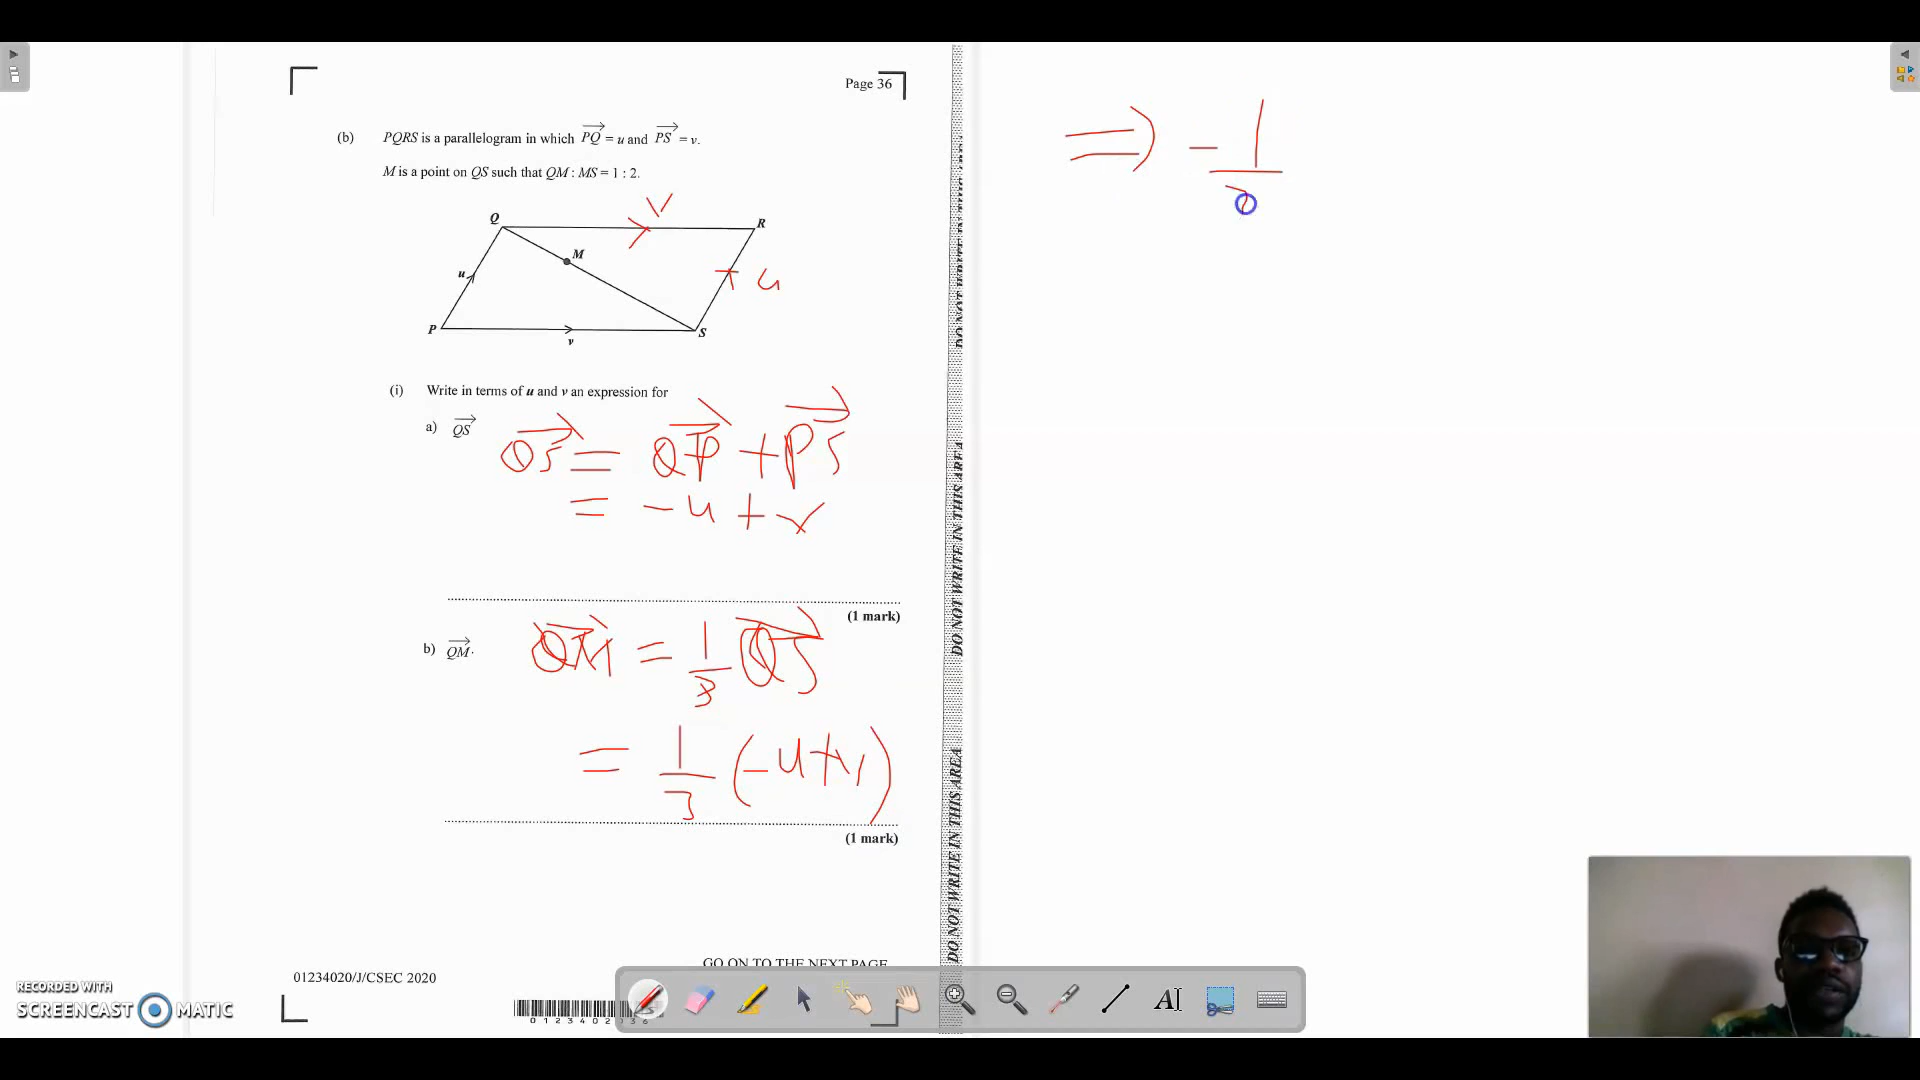 Page 36
(b) PQRS is a parallelogram in which PQ = u and PS = v.
M is a point on QS such that QM : MS = 1 : 2.
V
Q
R
M
u
u
P
S
v
(i) Write in terms of u and v an expression for
a) QS
QS = QP + PS
= -u + v
(1 mark)
b) QM.
QM = 1/3 QS
= 1/3 (-u+v)
(1 mark)
GO ON TO THE NEXT PAGE
01234020/J/CSEC 2020
DO NOT WRITE IN THIS AREA
DO NOT WRITE IN THIS AREA
⇒ - 1
RECORDED WITH
SCREENCAST MATIC
A